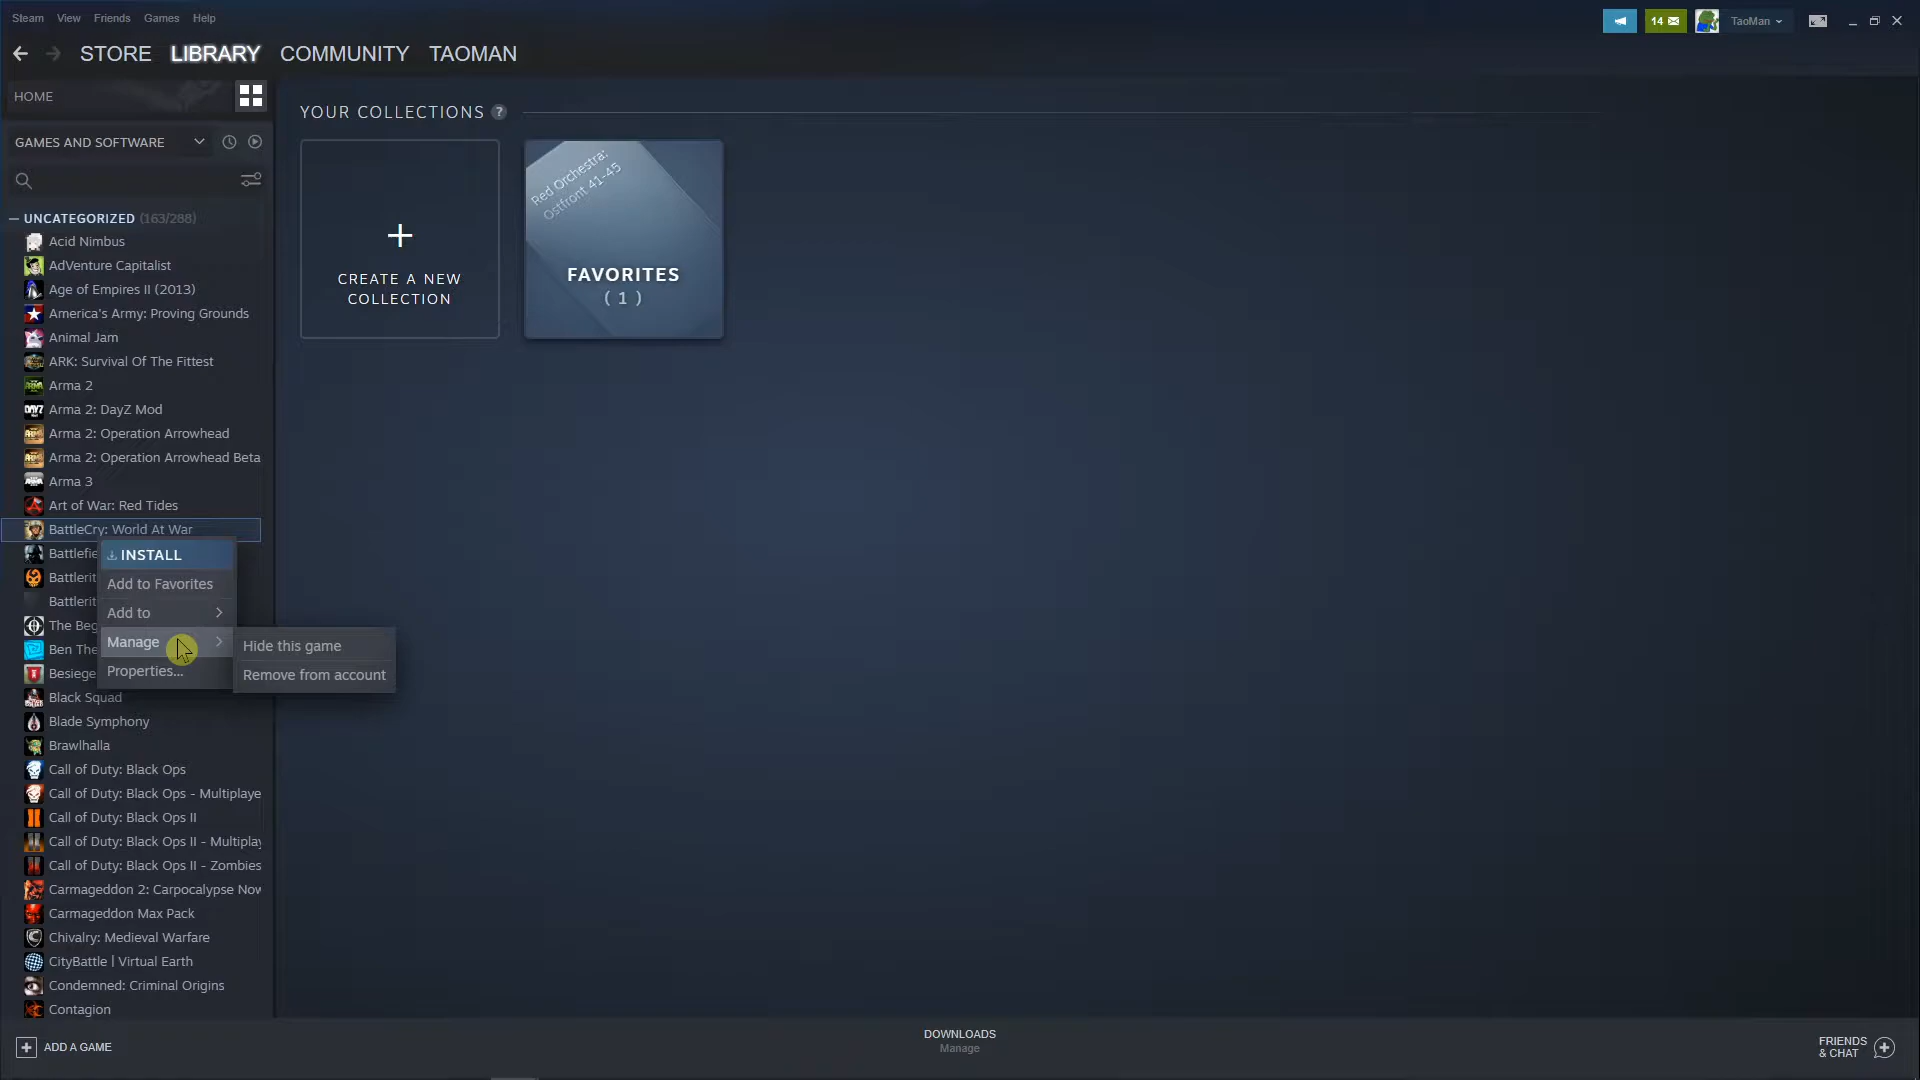 Steam View Friends Games Help
14
TaoMan
STORE LIBRARY COMMUNITY TAOMAN
HOME
YOUR COLLECTIONS ?
GAMES AND SOFTWARE
Red Orchestra:
Ostfront 41-45
+
CREATE A NEW
COLLECTION
FAVORITES
( 1 )
— UNCATEGORIZED (163/288)
Acid Nimbus
AdVenture Capitalist
Age of Empires II (2013)
America's Army: Proving Grounds
Animal Jam
ARK: Survival Of The Fittest
Arma 2
Arma 2: DayZ Mod
Arma 2: Operation Arrowhead
Arma 2: Operation Arrowhead Beta
Arma 3
Art of War: Red Tides
BattleCry: World At War
Battlefie
Battlerit
Battlerit
The Beg
Ben The
Besiege
Black Squad
Blade Symphony
Brawlhalla
Call of Duty: Black Ops
Call of Duty: Black Ops - Multiplaye
Call of Duty: Black Ops II
Call of Duty: Black Ops II - Multiplay
Call of Duty: Black Ops II - Zombies
Carmageddon 2: Carpocalypse Now
Carmageddon Max Pack
Chivalry: Medieval Warfare
CityBattle | Virtual Earth
Condemned: Criminal Origins
Contagion
INSTALL
Add to Favorites
Add to
Manage
Properties...
Hide this game
Remove from account
+ ADD A GAME
DOWNLOADS
Manage
FRIENDS
& CHAT